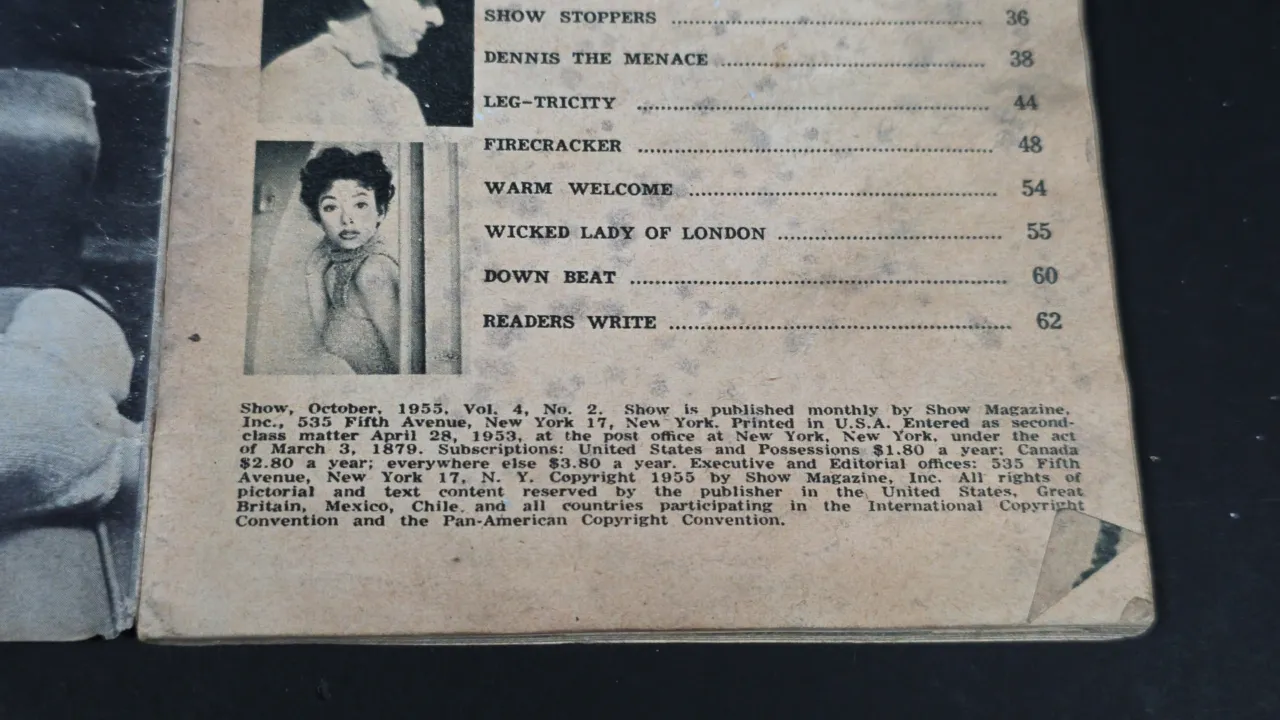 SHOW STOPPERS ........ 36
DENNIS THE MENACE ........ 38
LEG-TRICITY ........ 44
FIRECRACKER ........ 48
WARM WELCOME ........ 54
WICKED LADY OF LONDON ........ 55
DOWN BEAT ........ 60
READERS WRITE ........ 62
Show, October, 1955, Vol. 4, No. 2. Show is published monthly by Show Magazine,
Inc., 535 Fifth Avenue, New York 17, New York. Printed in U.S.A. Entered as second-
class matter April 28, 1953, at the post office at New York, New York, under the act
of March 3, 1879. Subscriptions: United States and Possessions $1.80 a year; Canada
$2.80 a year; everywhere else $3.80 a year. Executive and Editorial offices: 535 Fifth
Avenue, New York 17, N. Y. Copyright 1955 by Show Magazine, Inc. All rights of
pictorial and text content reserved by the publisher in the United States, Great
Britain, Mexico, Chile and all countries participating in the International Copyright
Convention and the Pan-American Copyright Convention.